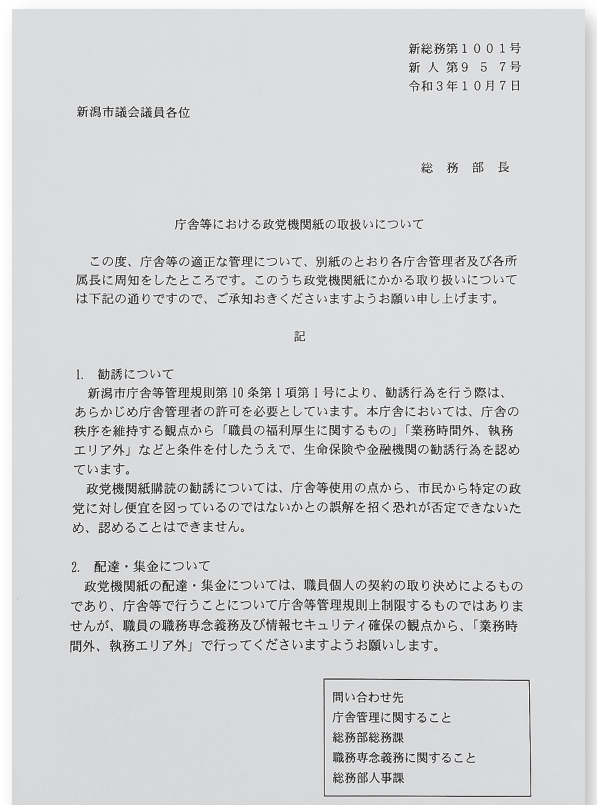 新総務第１００１号
新 人 第９ ５ ７号
令和３年１０月７日
新潟市議会議員各位
総 務 部 長
庁舎等における政党機関紙の取扱いについて
この度、庁舎等の適正な管理について、別紙のとおり各庁舎管理者及び各所
属長に周知をしたところです。このうち政党機関紙にかかる取り扱いについて
は下記の通りですので、ご承知おきくださいますようお願い申し上げます。
記
1. 勧誘について
新潟市庁舎等管理規則第 10 条第 1 項第 1 号により、勧誘行為を行う際は、
あらかじめ庁舎管理者の許可を必要としています。本庁舎においては、庁舎の
秩序を維持する観点から「職員の福利厚生に関するもの」「業務時間外、執務
エリア外」などと条件を付したうえで、生命保険や金融機関の勧誘行為を認め
ています。
政党機関紙購読の勧誘については、庁舎等使用の点から、市民から特定の政
党に対し便宜を図っているのではないかとの誤解を招く恐れが否定できないた
め、認めることはできません。
2. 配達・集金について
政党機関紙の配達・集金については、職員個人の契約の取り決めによるもの
であり、庁舎等で行うことについて庁舎等管理規則上制限するものではありま
せんが、職員の職務専念義務及び情報セキュリティ確保の観点から、「業務時
間外、執務エリア外」で行ってくださいますようお願いします。
問い合わせ先
庁舎管理に関すること
総務部総務課
職務専念義務に関すること
総務部人事課